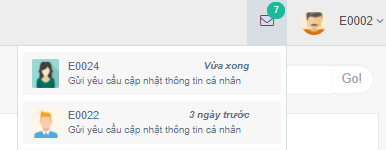 7
E0002
E0024 Vừa xong
Gửi yêu cầu cập nhật thông tin cá nhân
Go!
E0022 3 ngày trước
Gửi yêu cầu cập nhật thông tin cá nhân